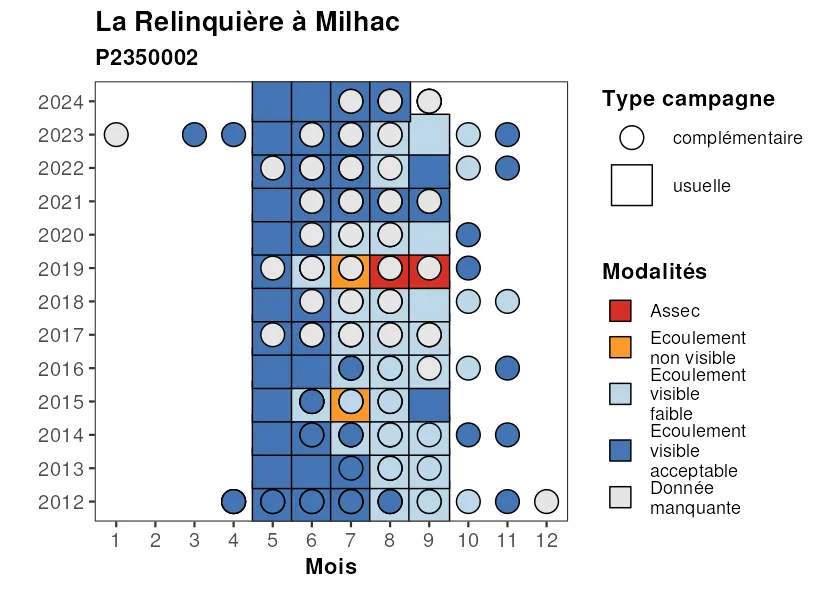 La Relinquière à Milhac
P2350002
2024
2023
2022
2021
2020
2019
2018
2017
2016
2015
2014
2013
2012
1 2 3 4 5 6 7 8 9 10 11 12
Mois
Type campagne
complémentaire
usuelle
Modalités
Assec
Ecoulement
non visible
Ecoulement
visible
faible
Ecoulement
visible
acceptable
Donnée
manquante